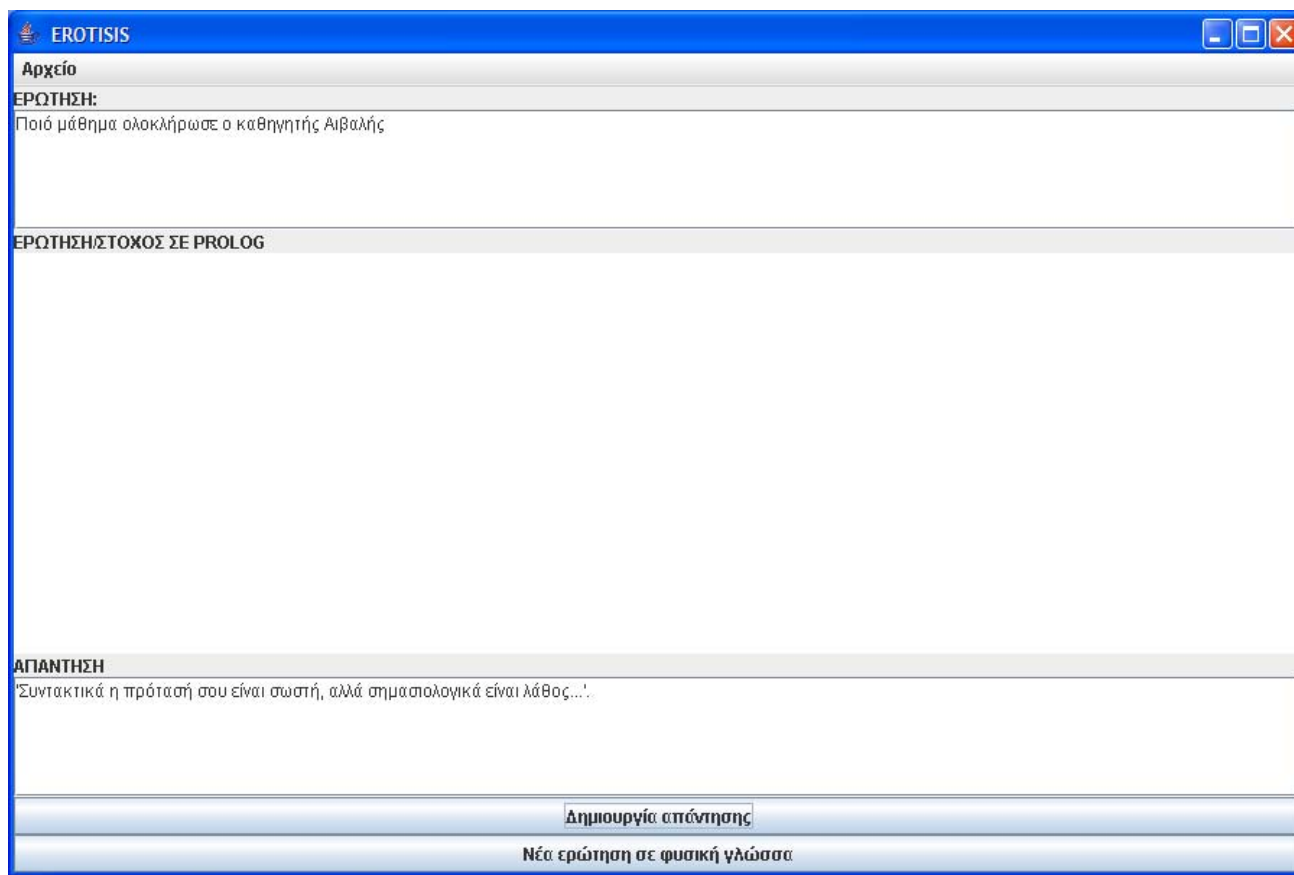 EROTISIS
Αρχείο
ΕΡΩΤΗΣΗ:
Ποιό μάθημα ολοκλήρωσε ο καθηγητής Αιβαλής
ΕΡΩΤΗΣΗ/ΣΤΟΧΟΣ ΣΕ PROLOG
ΑΠΑΝΤΗΣΗ
'Συντακτικά η πρότασή σου είναι σωστή, αλλά σημασιολογικά είναι λάθος...'.
Δημιουργία απάντησης
Νέα ερώτηση σε φυσική γλώσσα